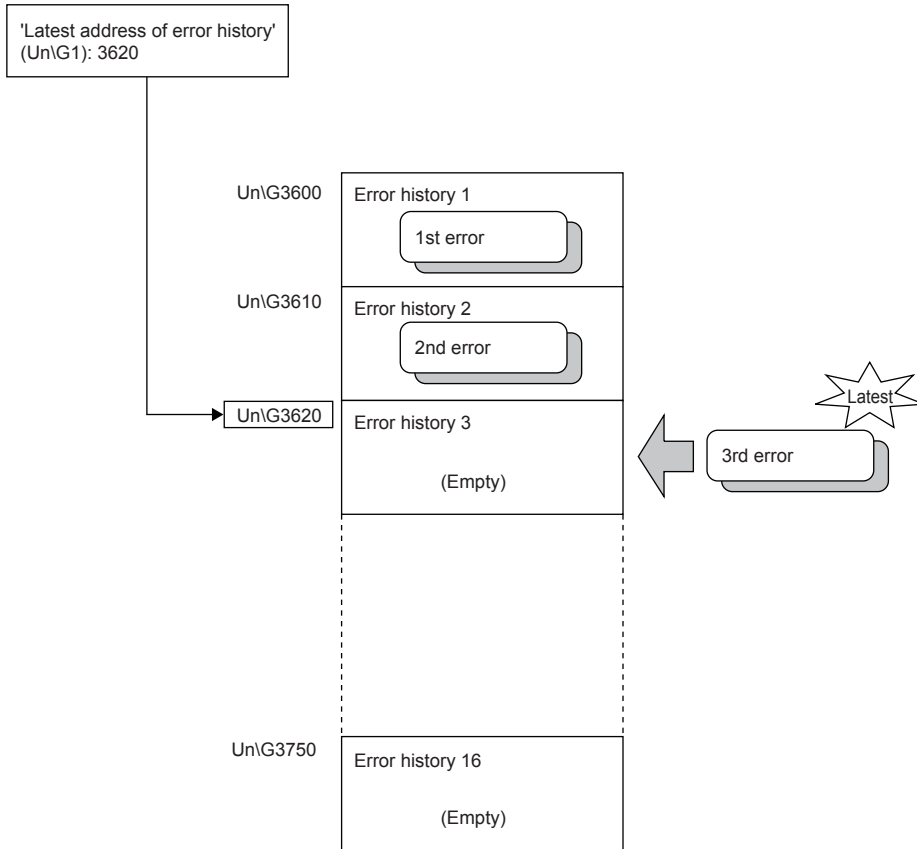 'Latest address of error history'
(Un\G1): 3620
Un\G3600
Error history 1
1st error
Un\G3610
Error history 2
2nd error
Latest
Un\G3620
Error history 3
3rd error
(Empty)
Un\G3750
Error history 16
(Empty)